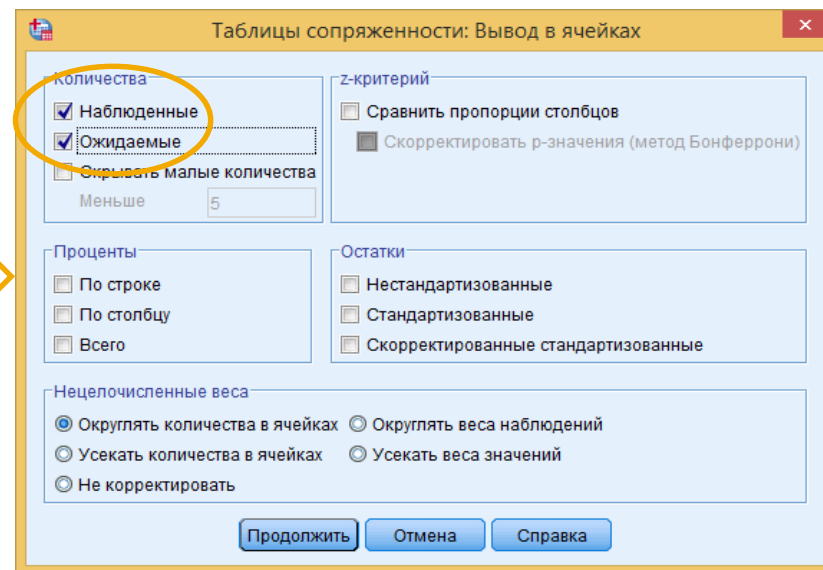 Таблицы сопряженности: Вывод в ячейках
Количества
Наблюденные
Ожидаемые
Скрывать малые количества
Меньше 5
z-критерий
Сравнить пропорции столбцов
Скорректировать p-значения (метод Бонферрони)
Проценты
По строке
По столбцу
Всего
Остатки
Нестандартизованные
Стандартизованные
Скорректированные стандартизованные
Нецелочисленные веса
Округлять количества в ячейках Округлять веса наблюдений
Усекать количества в ячейках Усекать веса значений
Не корректировать
Продолжить Отмена Справка